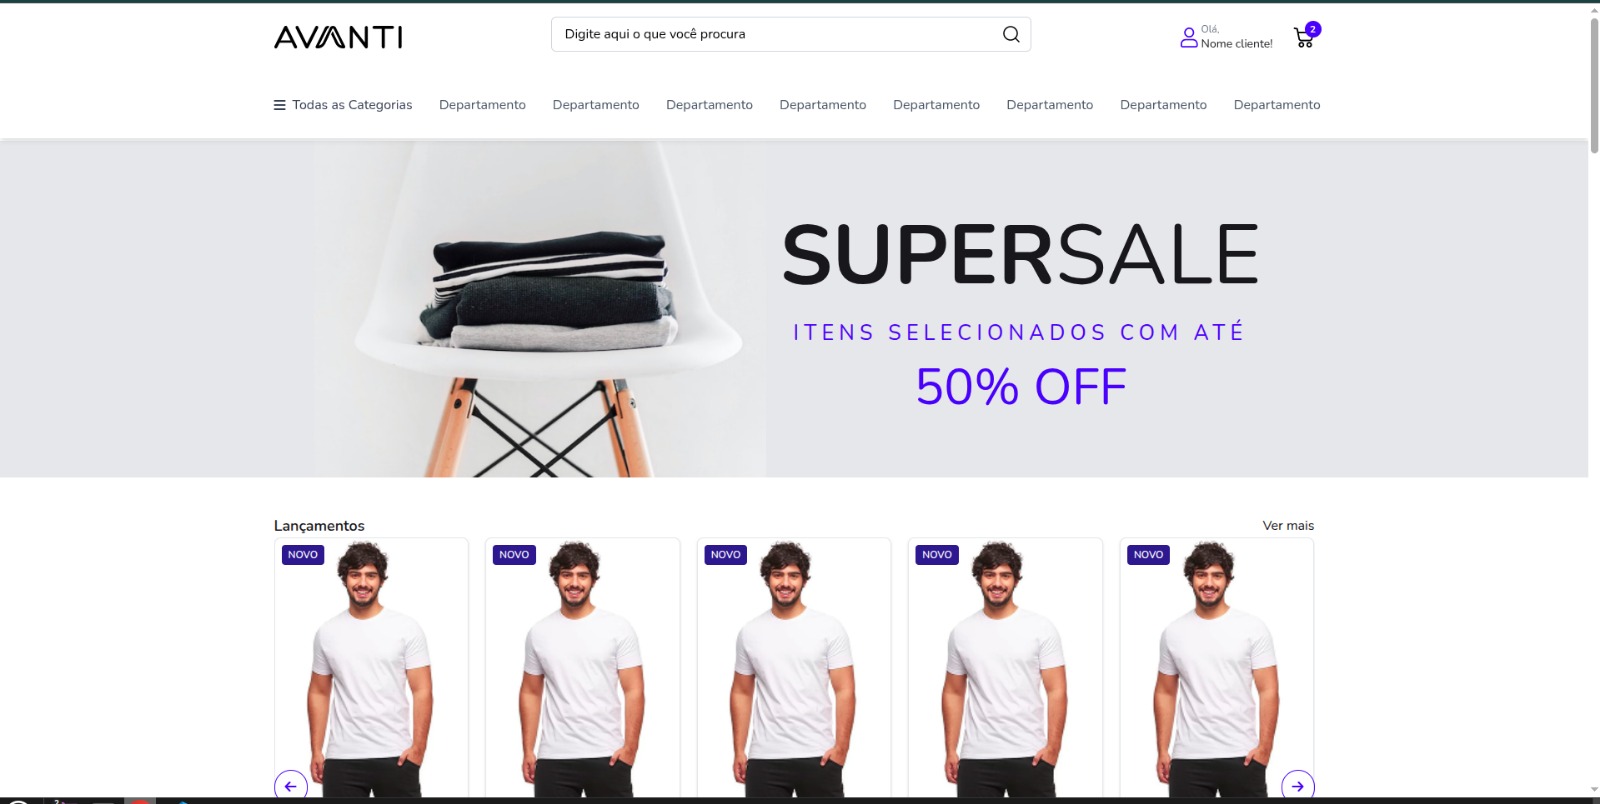 AVANTI
Digite aqui o que você procura
Olá,
Nome cliente!
2
Todas as Categorias Departamento Departamento Departamento Departamento Departamento Departamento Departamento Departamento
SUPERSALE
ITENS SELECIONADOS COM ATÉ
50% OFF
Lançamentos Ver mais
NOVO NOVO NOVO NOVO NOVO